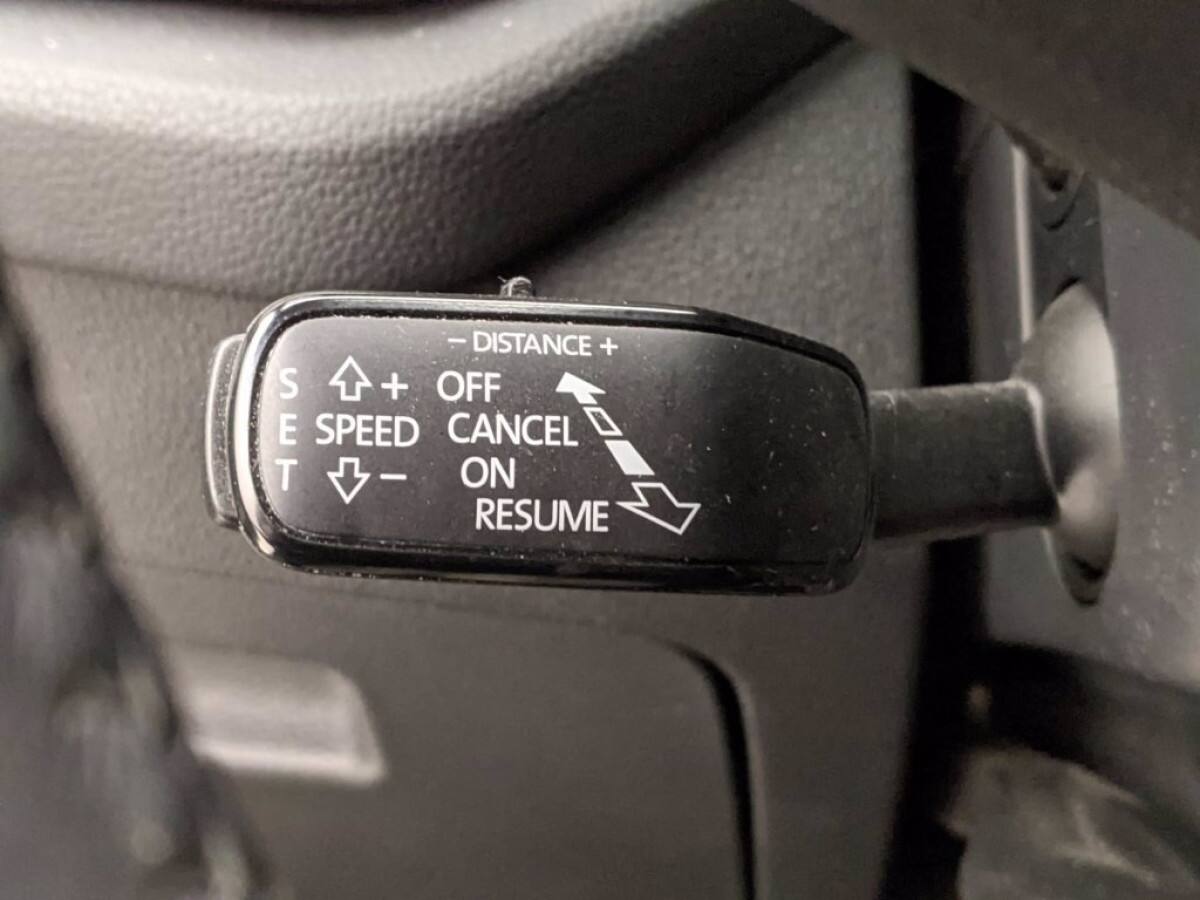 − DISTANCE +
S + OFF
E SPEED CANCEL
T − ON
RESUME